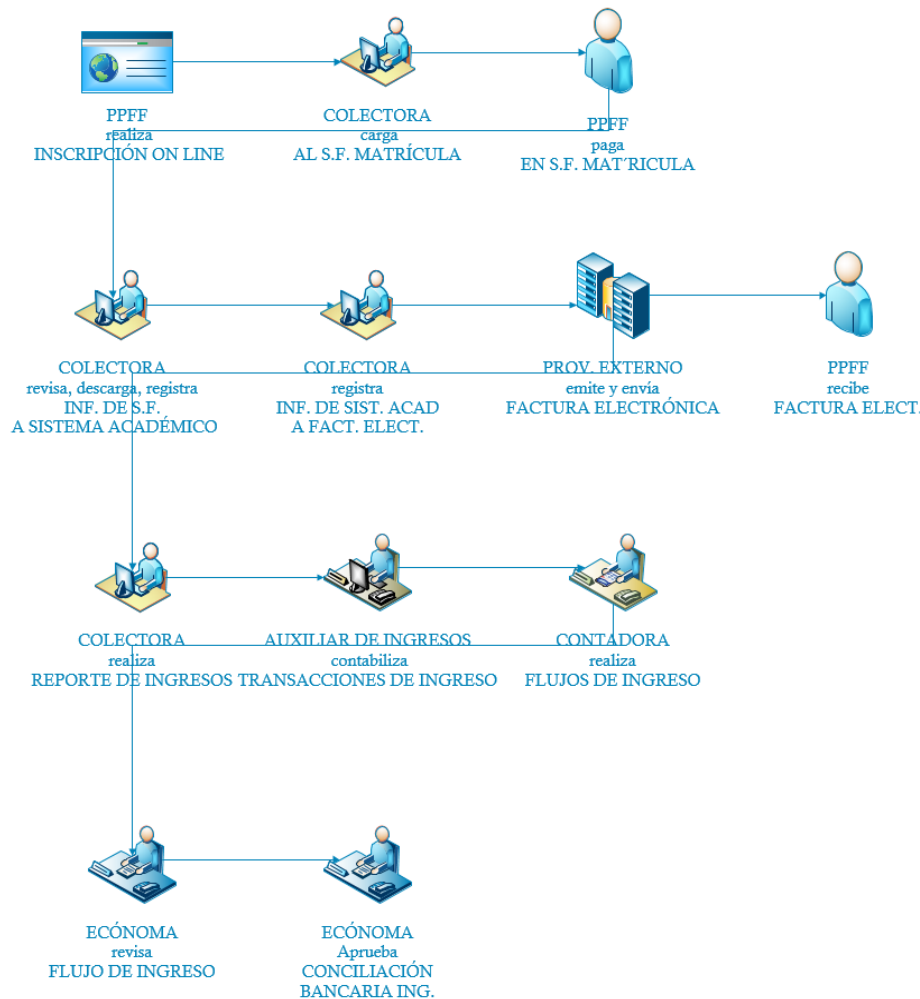 PPFF
realiza
INSCRIPCIÓN ON LINE
COLECTORA
carga
AL S.F. MATRÍCULA
PPFF
paga
EN S.F. MAT´RICULA
COLECTORA
revisa, descarga, registra
INF. DE S.F.
A SISTEMA ACADÉMICO
COLECTORA
registra
INF. DE SIST. ACAD
A FACT. ELECT.
PROV. EXTERNO
emite y envía
FACTURA ELECTRÓNICA
PPFF
recibe
FACTURA ELECT.
COLECTORA
realiza
REPORTE DE INGRESOS
AUXILIAR DE INGRESOS
contabiliza
TRANSACCIONES DE INGRESO
CONTADORA
realiza
FLUJOS DE INGRESO
ECÓNOMA
revisa
FLUJO DE INGRESO
ECÓNOMA
Aprueba
CONCILIACIÓN
BANCARIA ING.